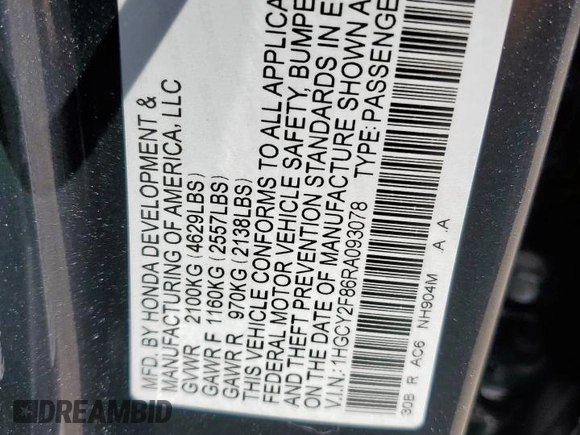 MFD. BY HONDA DEVELOPMENT &
MANUFACTURING OF AMERICA, LLC
GVWR 2100KG (4629LBS)
GAWR F 1160KG (2557LBS)
GAWR R 970KG (2138LBS)
THIS VEHICLE CONFORMS TO ALL APPLICA
FEDERAL MOTOR VEHICLE SAFETY, BUMPE
AND THEFT PREVENTION STANDARDS IN E
ON THE DATE OF MANUFACTURE SHOWN A
V.I.N.: 1HGCY2F86RA093078 TYPE: PASSENGE
30B R AC6 NH904M A .A
DREAMBID